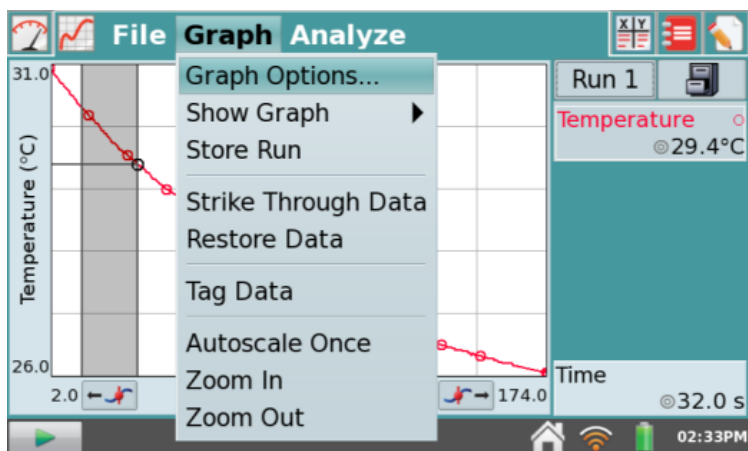 File Graph Analyze
X Y
31.0
Temperature (°C)
26.0
2.0
174.0
Graph Options...
Show Graph
Store Run
Strike Through Data
Restore Data
Tag Data
Autoscale Once
Zoom In
Zoom Out
Run 1
Temperature
29.4°C
Time
32.0 s
02:33PM